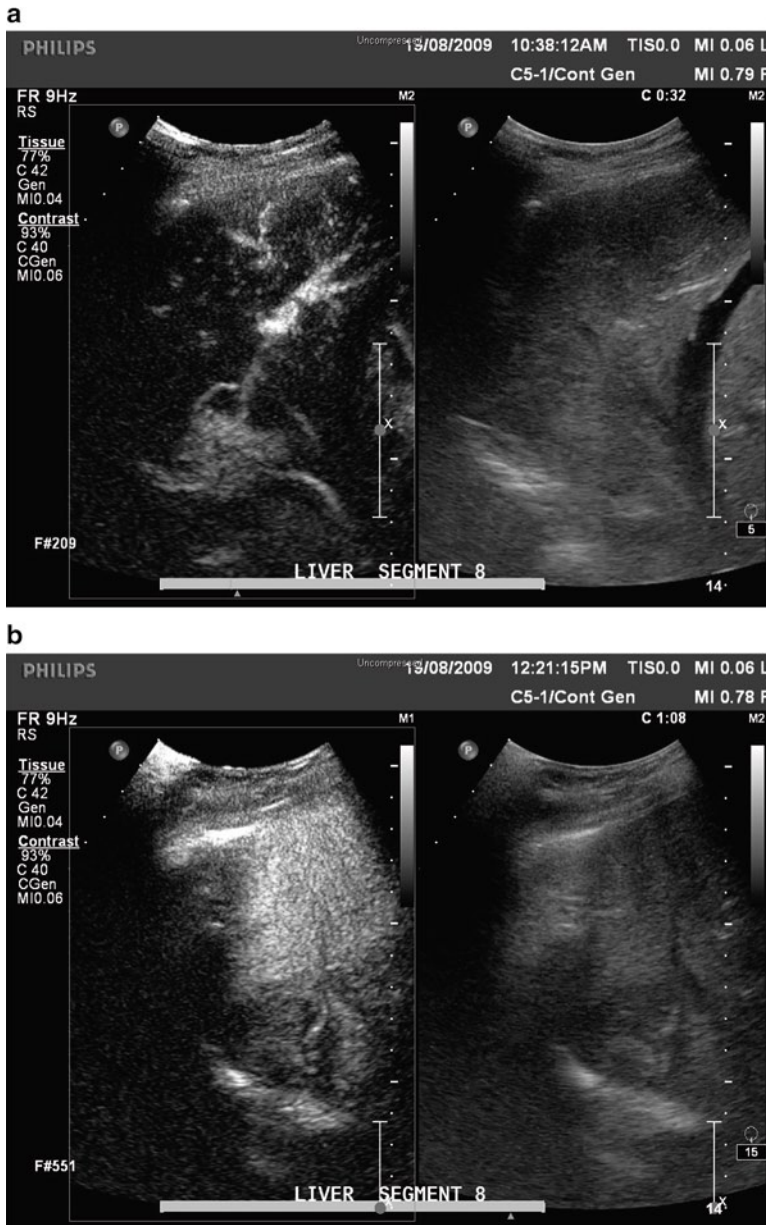 a
PHILIPS
Uncompressed
19/08/2009 10:38:12AM TIS0.0 MI 0.06 L
C5-1/Cont Gen MI 0.79 F
FR 9Hz
RS
M2
C 0:32
M2
P
P
Tissue
77%
C 42
Gen
MI0.04
Contrast
93%
C 40
CGen
MI0.06
X
X
F#209
5
LIVER SEGMENT 8
14
b
PHILIPS
Uncompressed
19/08/2009 12:21:15PM TIS0.0 MI 0.06 L
C5-1/Cont Gen MI 0.78 F
FR 9Hz
RS
M1
C 1:08
M2
P
P
Tissue
77%
C 42
Gen
MI0.04
Contrast
93%
C 40
CGen
MI0.06
15
F#551
LIVER SEGMENT 8
X
X
14